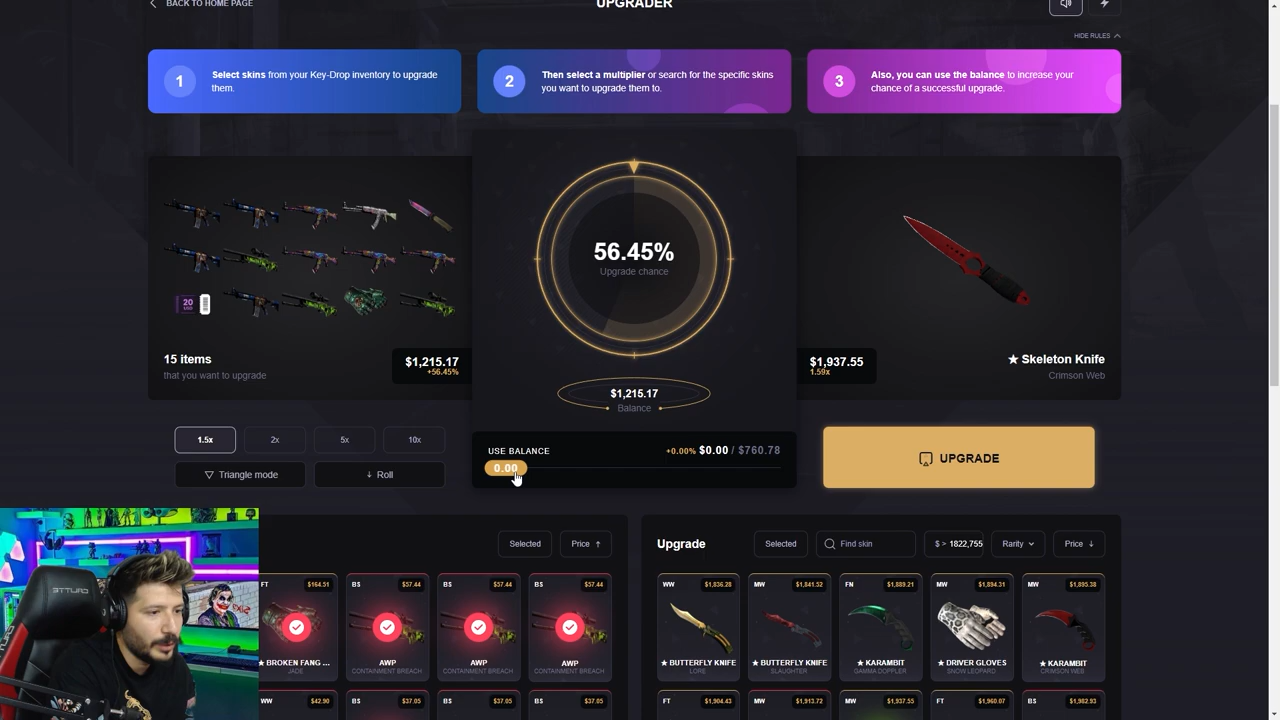 BACK TO HOME PAGE
UPGRADER
HIDE RULES
1
Select skins from your Key-Drop inventory to upgrade
them.
2
Then select a multiplier or search for the specific skins
you want to upgrade them to.
3
Also, you can use the balance to increase your
chance of a successful upgrade.
56.45%
Upgrade chance
20
USD
15 items
that you want to upgrade
$1,215.17
+56.45%
$1,937.55
1.59x
★ Skeleton Knife
Crimson Web
$1,215.17
Balance
1.5x
2x
5x
10x
Triangle mode
Roll
USE BALANCE
+0.00% $0.00 / $760.78
0.00
UPGRADE
Selected
Price
Upgrade
Selected
Find skin
$ > 1822,755
Rarity
Price
FT
$164.51
★ BROKEN FANG ...
JADE
BS
$57.44
AWP
CONTAINMENT BREACH
BS
$57.44
AWP
CONTAINMENT BREACH
BS
$57.44
AWP
CONTAINMENT BREACH
WW
$1,836.28
★ BUTTERFLY KNIFE
LORE
MW
$1,841.52
★ BUTTERFLY KNIFE
SLAUGHTER
FN
$1,889.21
★ KARAMBIT
GAMMA DOPPLER
MW
$1,894.31
★ DRIVER GLOVES
SNOW LEOPARD
MW
$1,895.38
★ KARAMBIT
CRIMSON WEB
WW
$42.90
BS
$37.05
BS
$37.05
BS
$37.05
FT
$1,904.43
MW
$1,913.72
MW
$1,937.55
FT
$1,960.07
BS
$1,982.93